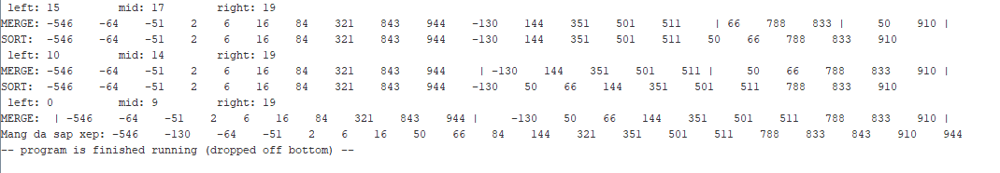 left: 15 mid: 17 right: 19
MERGE: -546 -64 -51 2 6 16 84 321 843 944 -130 144 351 501 511 | 66 788 833 | 50 910 |
SORT: -546 -64 -51 2 6 16 84 321 843 944 -130 144 351 501 511 50 66 788 833 910
left: 10 mid: 14 right: 19
MERGE: -546 -64 -51 2 6 16 84 321 843 944 | -130 144 351 501 511 | 50 66 788 833 910 |
SORT: -546 -64 -51 2 6 16 84 321 843 944 -130 50 66 144 351 501 511 788 833 910
left: 0 mid: 9 right: 19
MERGE: | -546 -64 -51 2 6 16 84 321 843 944 | -130 50 66 144 351 501 511 788 833 910 |
Mang da sap xep: -546 -130 -64 -51 2 6 16 50 66 84 144 321 351 501 511 788 833 843 910 944
-- program is finished running (dropped off bottom) --